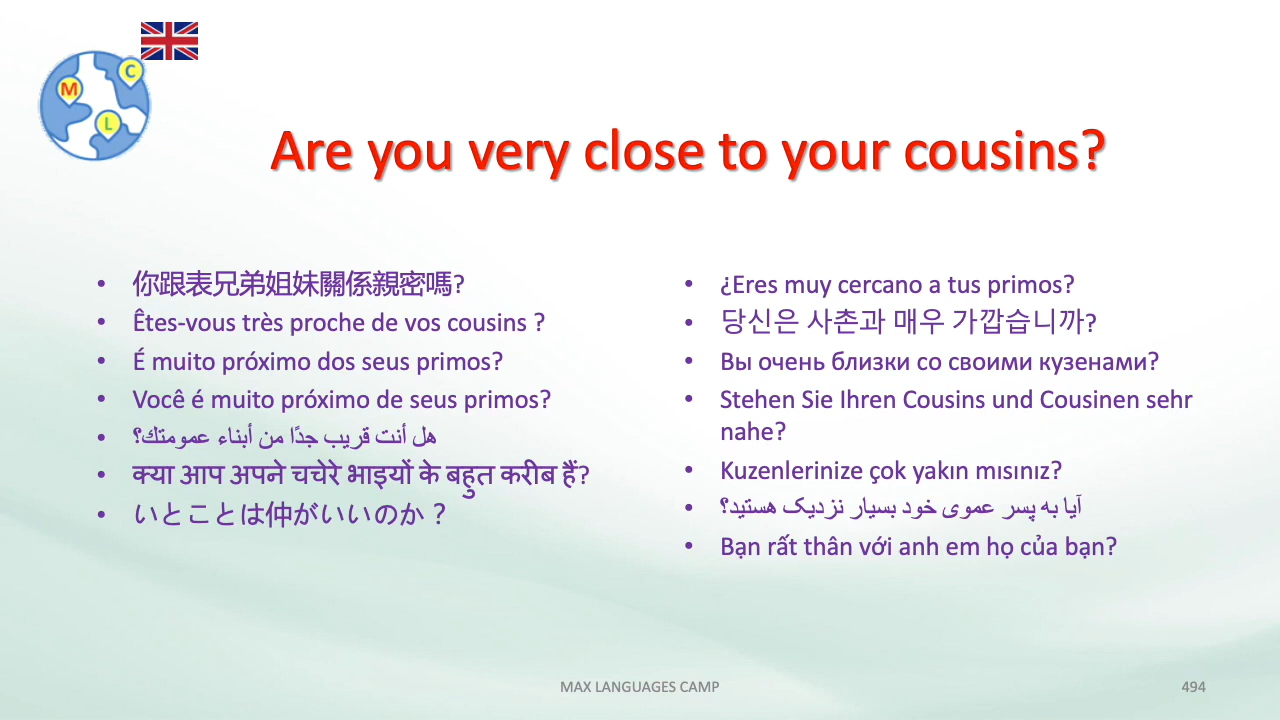 M
C
L
Are you very close to your cousins?
• 你跟表兄弟姐妹關係親密嗎?
• Êtes-vous très proche de vos cousins ?
• É muito próximo dos seus primos?
• Você é muito próximo de seus primos?
• هل أنت قريب جدًا من أبناء عمومتك؟
• क्या आप अपने चचेरे भाइयों के बहुत करीब हैं?
• いとことは仲がいいのか？
• ¿Eres muy cercano a tus primos?
• 당신은 사촌과 매우 가깝습니까?
• Вы очень близки со своими кузенами?
• Stehen Sie Ihren Cousins und Cousinen sehr
nahe?
• Kuzenlerinize çok yakın mısınız?
• آیا به پسر عموی خود بسیار نزدیک هستید؟
• Bạn rất thân với anh em họ của bạn?
MAX LANGUAGES CAMP
494